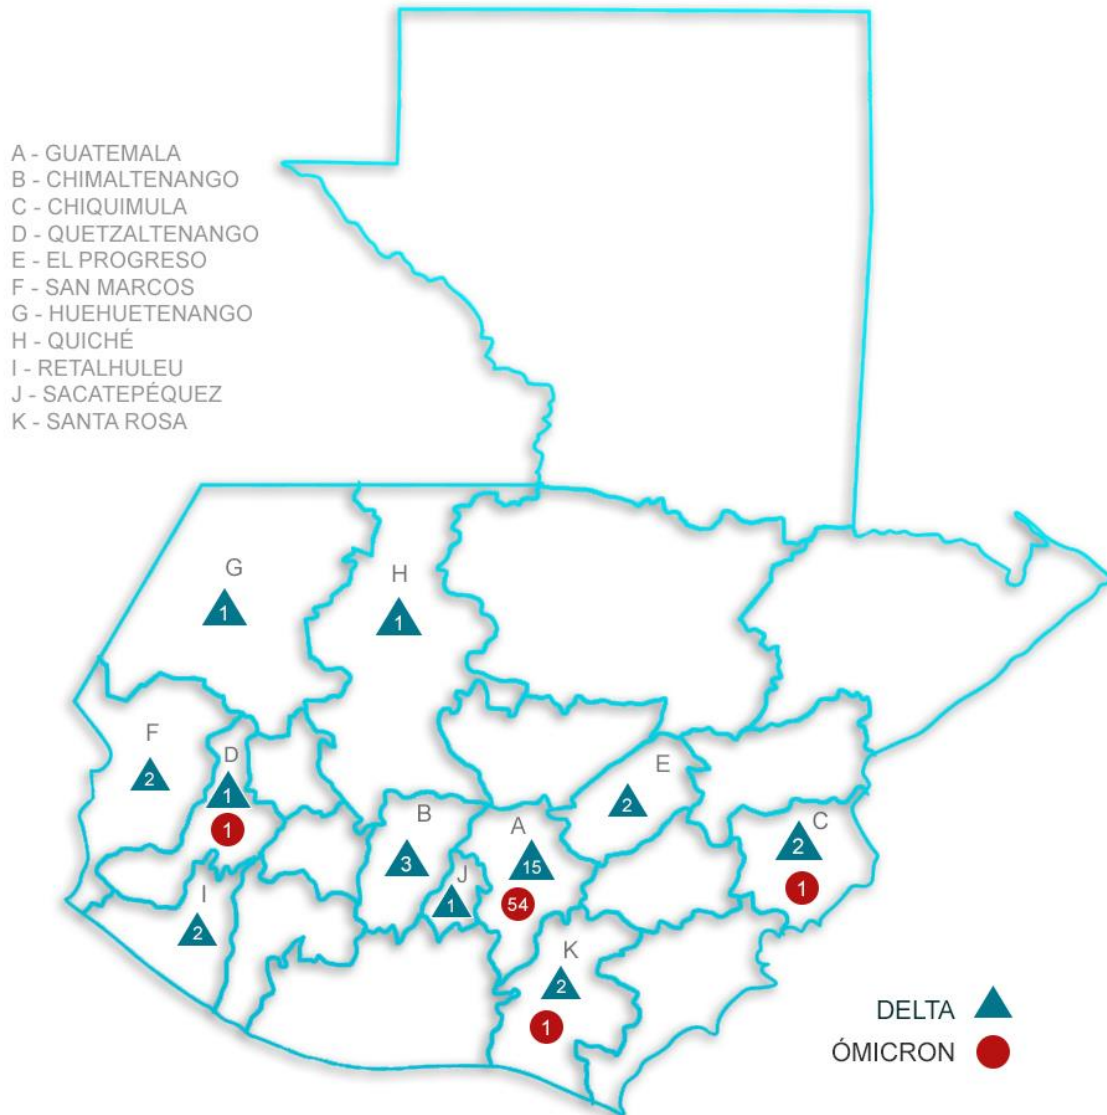 A - GUATEMALA
B - CHIMALTENANGO
C - CHIQUIMULA
D - QUETZALTENANGO
E - EL PROGRESO
F - SAN MARCOS
G - HUEHUETENANGO
H - QUICHÉ
I - RETALHULEU
J - SACATEPÉQUEZ
K - SANTA ROSA
G
1
H
1
F
2
D
1
1
E
2
B
3
A
15
54
C
2
1
J
1
I
2
K
2
1
DELTA
ÓMICRON